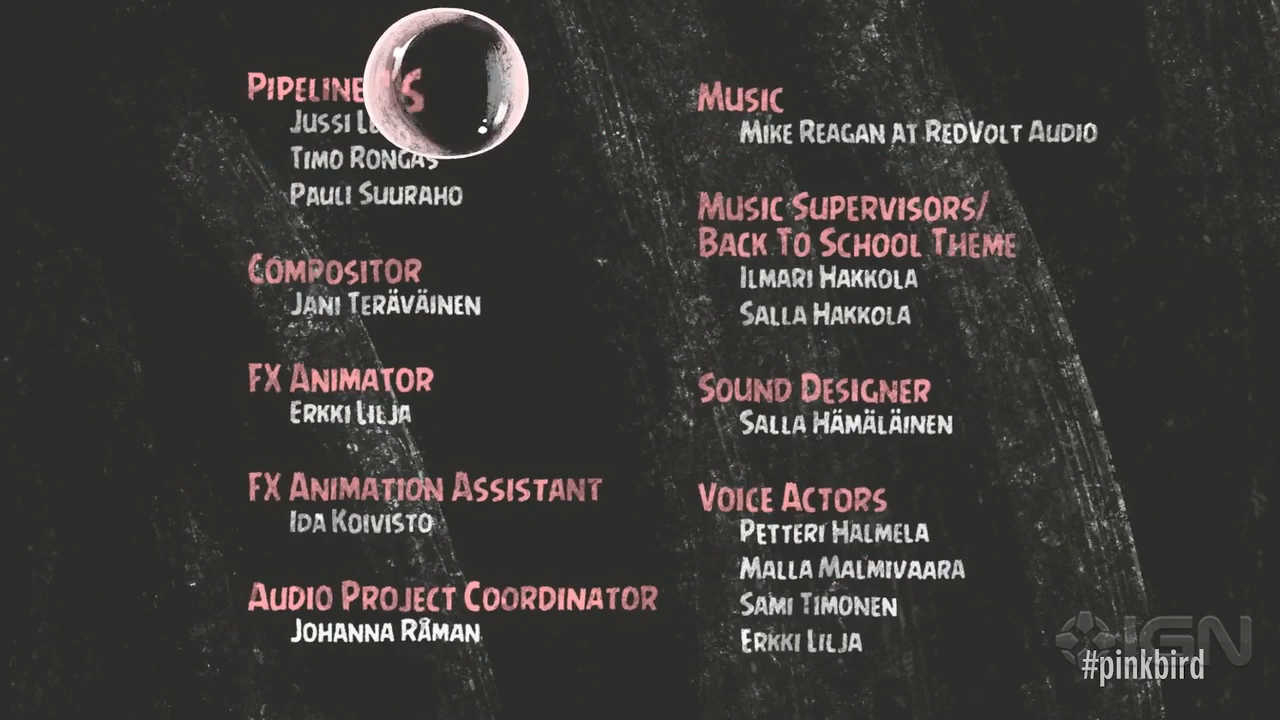 Pipeline
Jussi
Timo Rongas
Pauli Suuraho
Compositor
Jani Teräväinen
FX Animator
Erkki Lilja
FX Animation Assistant
Ida Koivisto
Audio Project Coordinator
Johanna Råman
Music
Mike Reagan at RedVolt Audio
Music Supervisors/
Back To School Theme
Ilmari Hakkola
Salla Hakkola
Sound Designer
Salla Hämäläinen
Voice Actors
Petteri Halmela
Malla Malmivaara
Sami Timonen
Erkki Lilja
IGN
#pinkbird